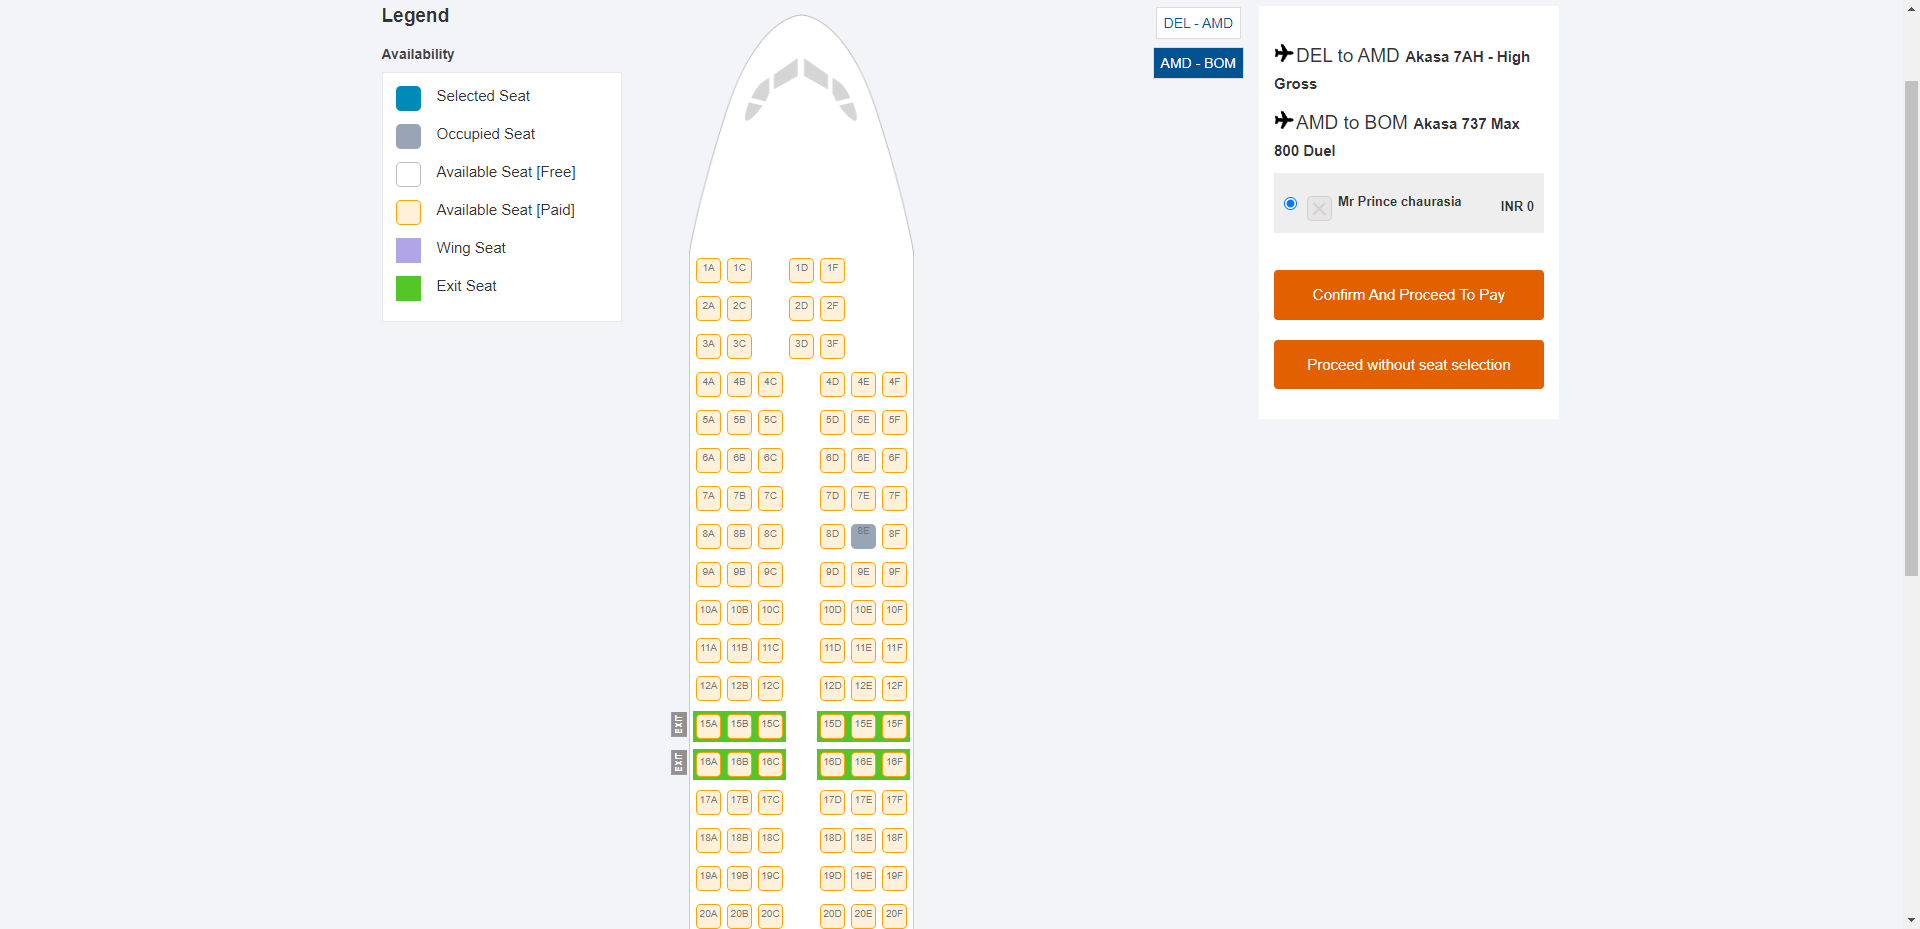 Legend
Availability
Selected Seat
Occupied Seat
Available Seat [Free]
Available Seat [Paid]
Wing Seat
Exit Seat
1A 1C 1D 1F
2A 2C 2D 2F
3A 3C 3D 3F
4A 4B 4C 4D 4E 4F
5A 5B 5C 5D 5E 5F
6A 6B 6C 6D 6E 6F
7A 7B 7C 7D 7E 7F
8A 8B 8C 8D 8E 8F
9A 9B 9C 9D 9E 9F
10A 10B 10C 10D 10E 10F
11A 11B 11C 11D 11E 11F
12A 12B 12C 12D 12E 12F
EXIT 15A 15B 15C 15D 15E 15F
EXIT 16A 16B 16C 16D 16E 16F
17A 17B 17C 17D 17E 17F
18A 18B 18C 18D 18E 18F
19A 19B 19C 19D 19E 19F
20A 20B 20C 20D 20E 20F
DEL - AMD
AMD - BOM
DEL to AMD Akasa 7AH - High
Gross
AMD to BOM Akasa 737 Max
800 Duel
Mr Prince chaurasia INR 0
Confirm And Proceed To Pay
Proceed without seat selection